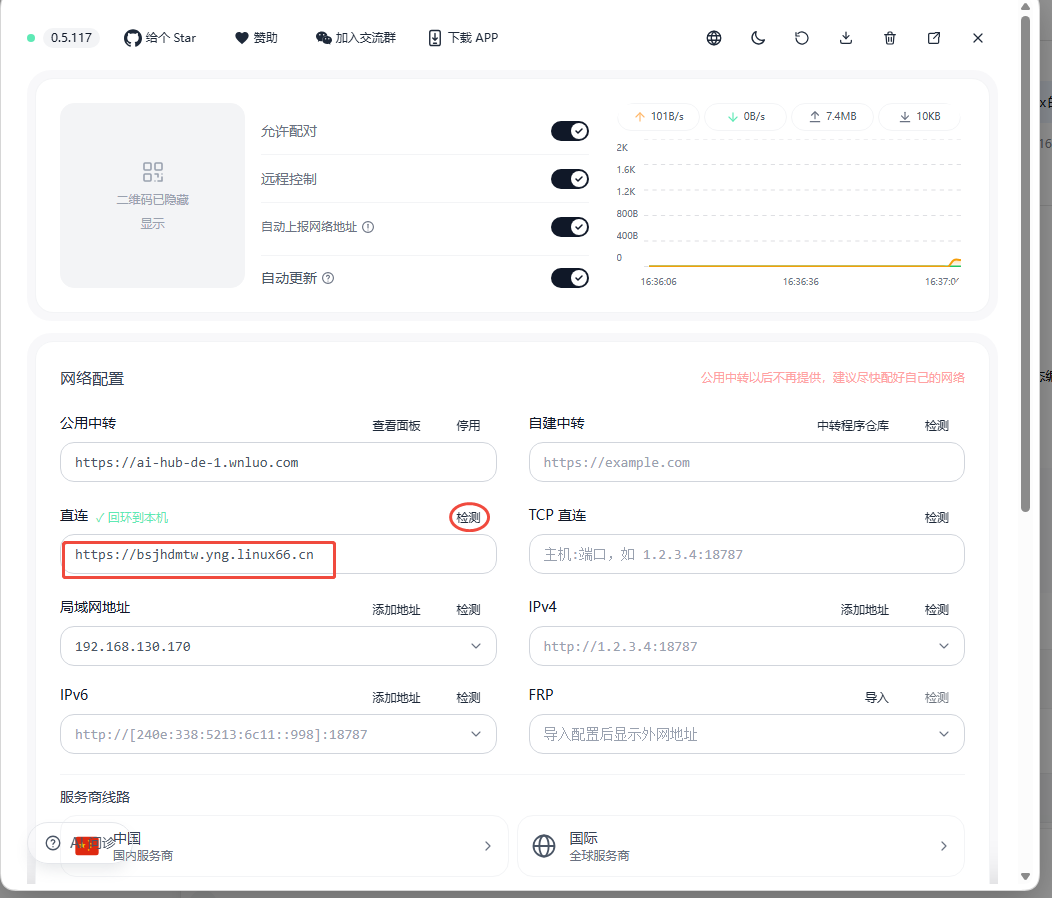 0.5.117 给个 Star 赞助 加入交流群 下载 APP
二维码已隐藏
显示
允许配对
远程控制
自动上报网络地址
自动更新
101B/s 0B/s 7.4MB 10KB
2K
1.6K
1.2K
800B
400B
0
16:36:06 16:36:36
网络配置 公用中转以后不再提供，建议尽快配好自己的网络
公用中转 查看面板 停用
https://ai-hub-de-1.wnluo.com
自建中转 中转程序仓库 检测
https://example.com
直连 ✓ 回环到本机 检测
https://bsjhdmtw.yng.linux66.cn
TCP 直连 检测
主机:端口，如 1.2.3.4:18787
局域网地址 添加地址 检测
192.168.130.170
IPv4 添加地址 检测
http://1.2.3.4:18787
IPv6 添加地址 检测
http://[240e:338:5213:6c11::998]:18787
FRP 导入 检测
导入配置后显示外网地址
服务商线路
中国
国内服务商
国际
全球服务商